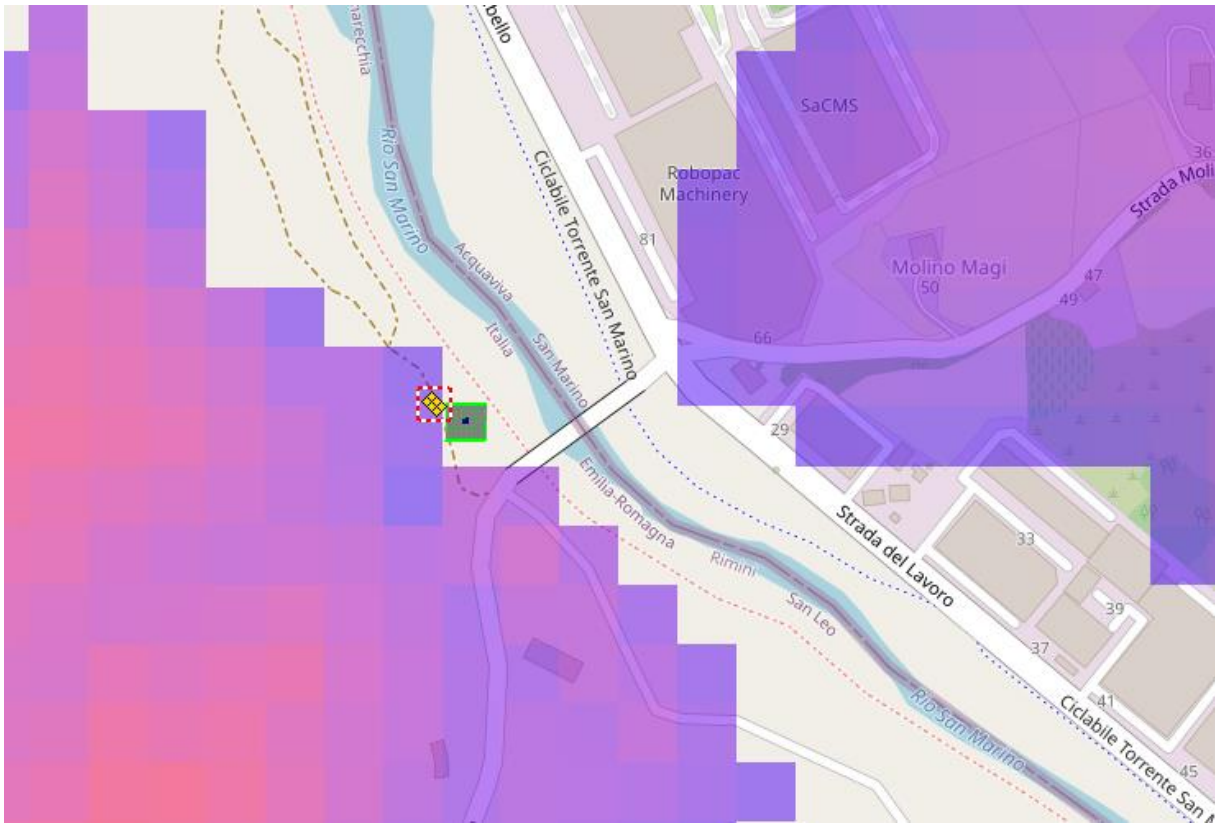 bello
marecchia
SaCMS
36
Robopac
Machinery
Strada Moli
Rio San Marino
Ciclabile Torrente San Marino
81
Acquaviva
Italia
San Marino
Molino Magi
50
47
49
66
29
Emilia-Romagna
Rimini
San Leo
Strada del Lavoro
33
39
37
41
Rio San Marino
Ciclabile Torrente San M
45